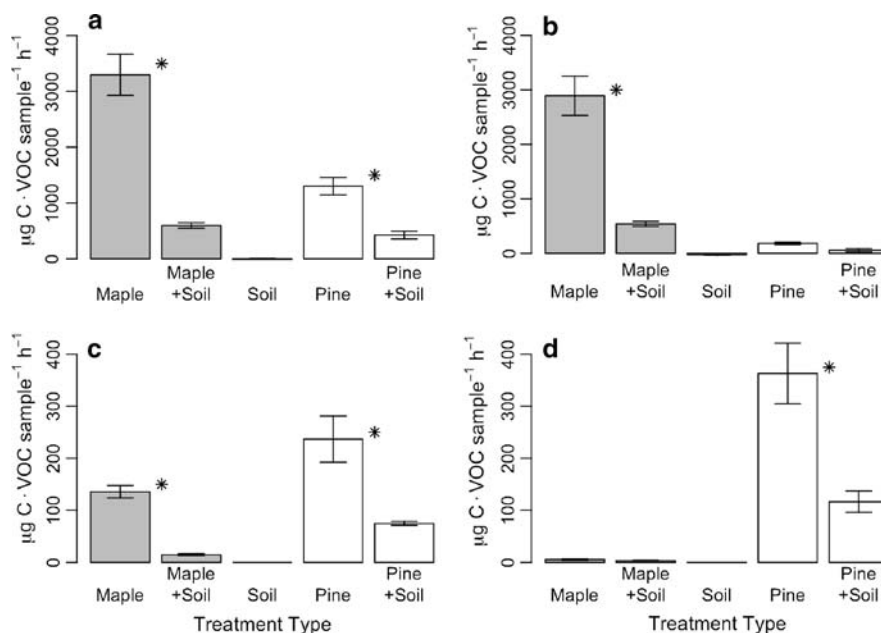 a
µg C · VOC sample⁻¹ h⁻¹
4000
3000
2000
1000
0
*
*
Maple
Maple
+Soil
Soil
Pine
Pine
+Soil
b
µg C · VOC sample⁻¹ h⁻¹
4000
3000
2000
1000
0
*
Maple
Maple
+Soil
Soil
Pine
Pine
+Soil
c
µg C · VOC sample⁻¹ h⁻¹
400
300
200
100
0
*
*
Maple
Maple
+Soil
Soil
Pine
Pine
+Soil
Treatment Type
d
µg C · VOC sample⁻¹ h⁻¹
400
300
200
100
0
*
Maple
Maple
+Soil
Soil
Pine
Pine
+Soil
Treatment Type